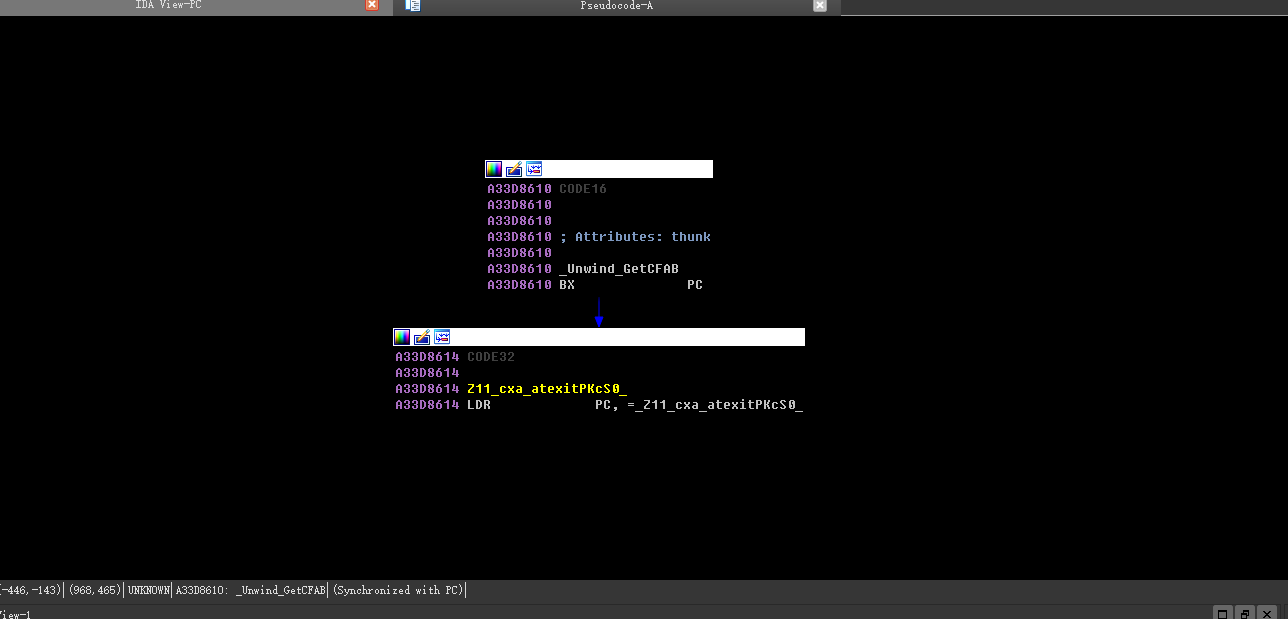 IDA View-PC
Pseudocode-A
A33D8610 CODE16
A33D8610
A33D8610
A33D8610 ; Attributes: thunk
A33D8610
A33D8610 _Unwind_GetCFAB
A33D8610 BX PC
A33D8614 CODE32
A33D8614
A33D8614 Z11_cxa_atexitPKcS0_
A33D8614 LDR PC, =_Z11_cxa_atexitPKcS0_
-446,-143) (968,465) UNKNOWN A33D8610: _Unwind_GetCFAB (Synchronized with PC)
iew-1